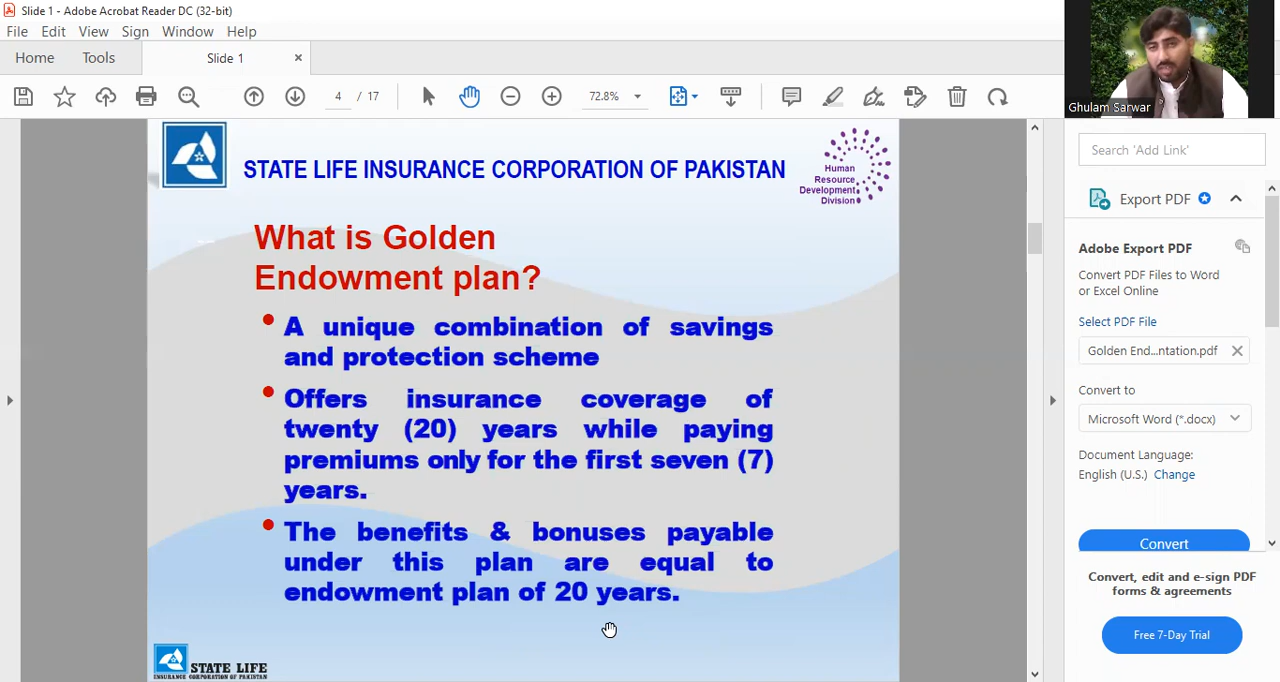 Slide 1 - Adobe Acrobat Reader DC (32-bit)
File Edit View Sign Window Help
Home Tools Slide 1 ×
4 / 17 72.8%
Ghulam Sarwar
STATE LIFE INSURANCE CORPORATION OF PAKISTAN
Human
Resource
Development
Division
What is Golden
Endowment plan?
• A unique combination of savings
and protection scheme
• Offers insurance coverage of
twenty (20) years while paying
premiums only for the first seven (7)
years.
• The benefits & bonuses payable
under this plan are equal to
endowment plan of 20 years.
STATE LIFE
INSURANCE CORPORATION OF PAKISTAN
Search 'Add Link'
Export PDF
Adobe Export PDF
Convert PDF Files to Word
or Excel Online
Select PDF File
Golden End...ntation.pdf
Convert to
Microsoft Word (*.docx)
Document Language:
English (U.S.) Change
Convert
Convert, edit and e-sign PDF
forms & agreements
Free 7-Day Trial